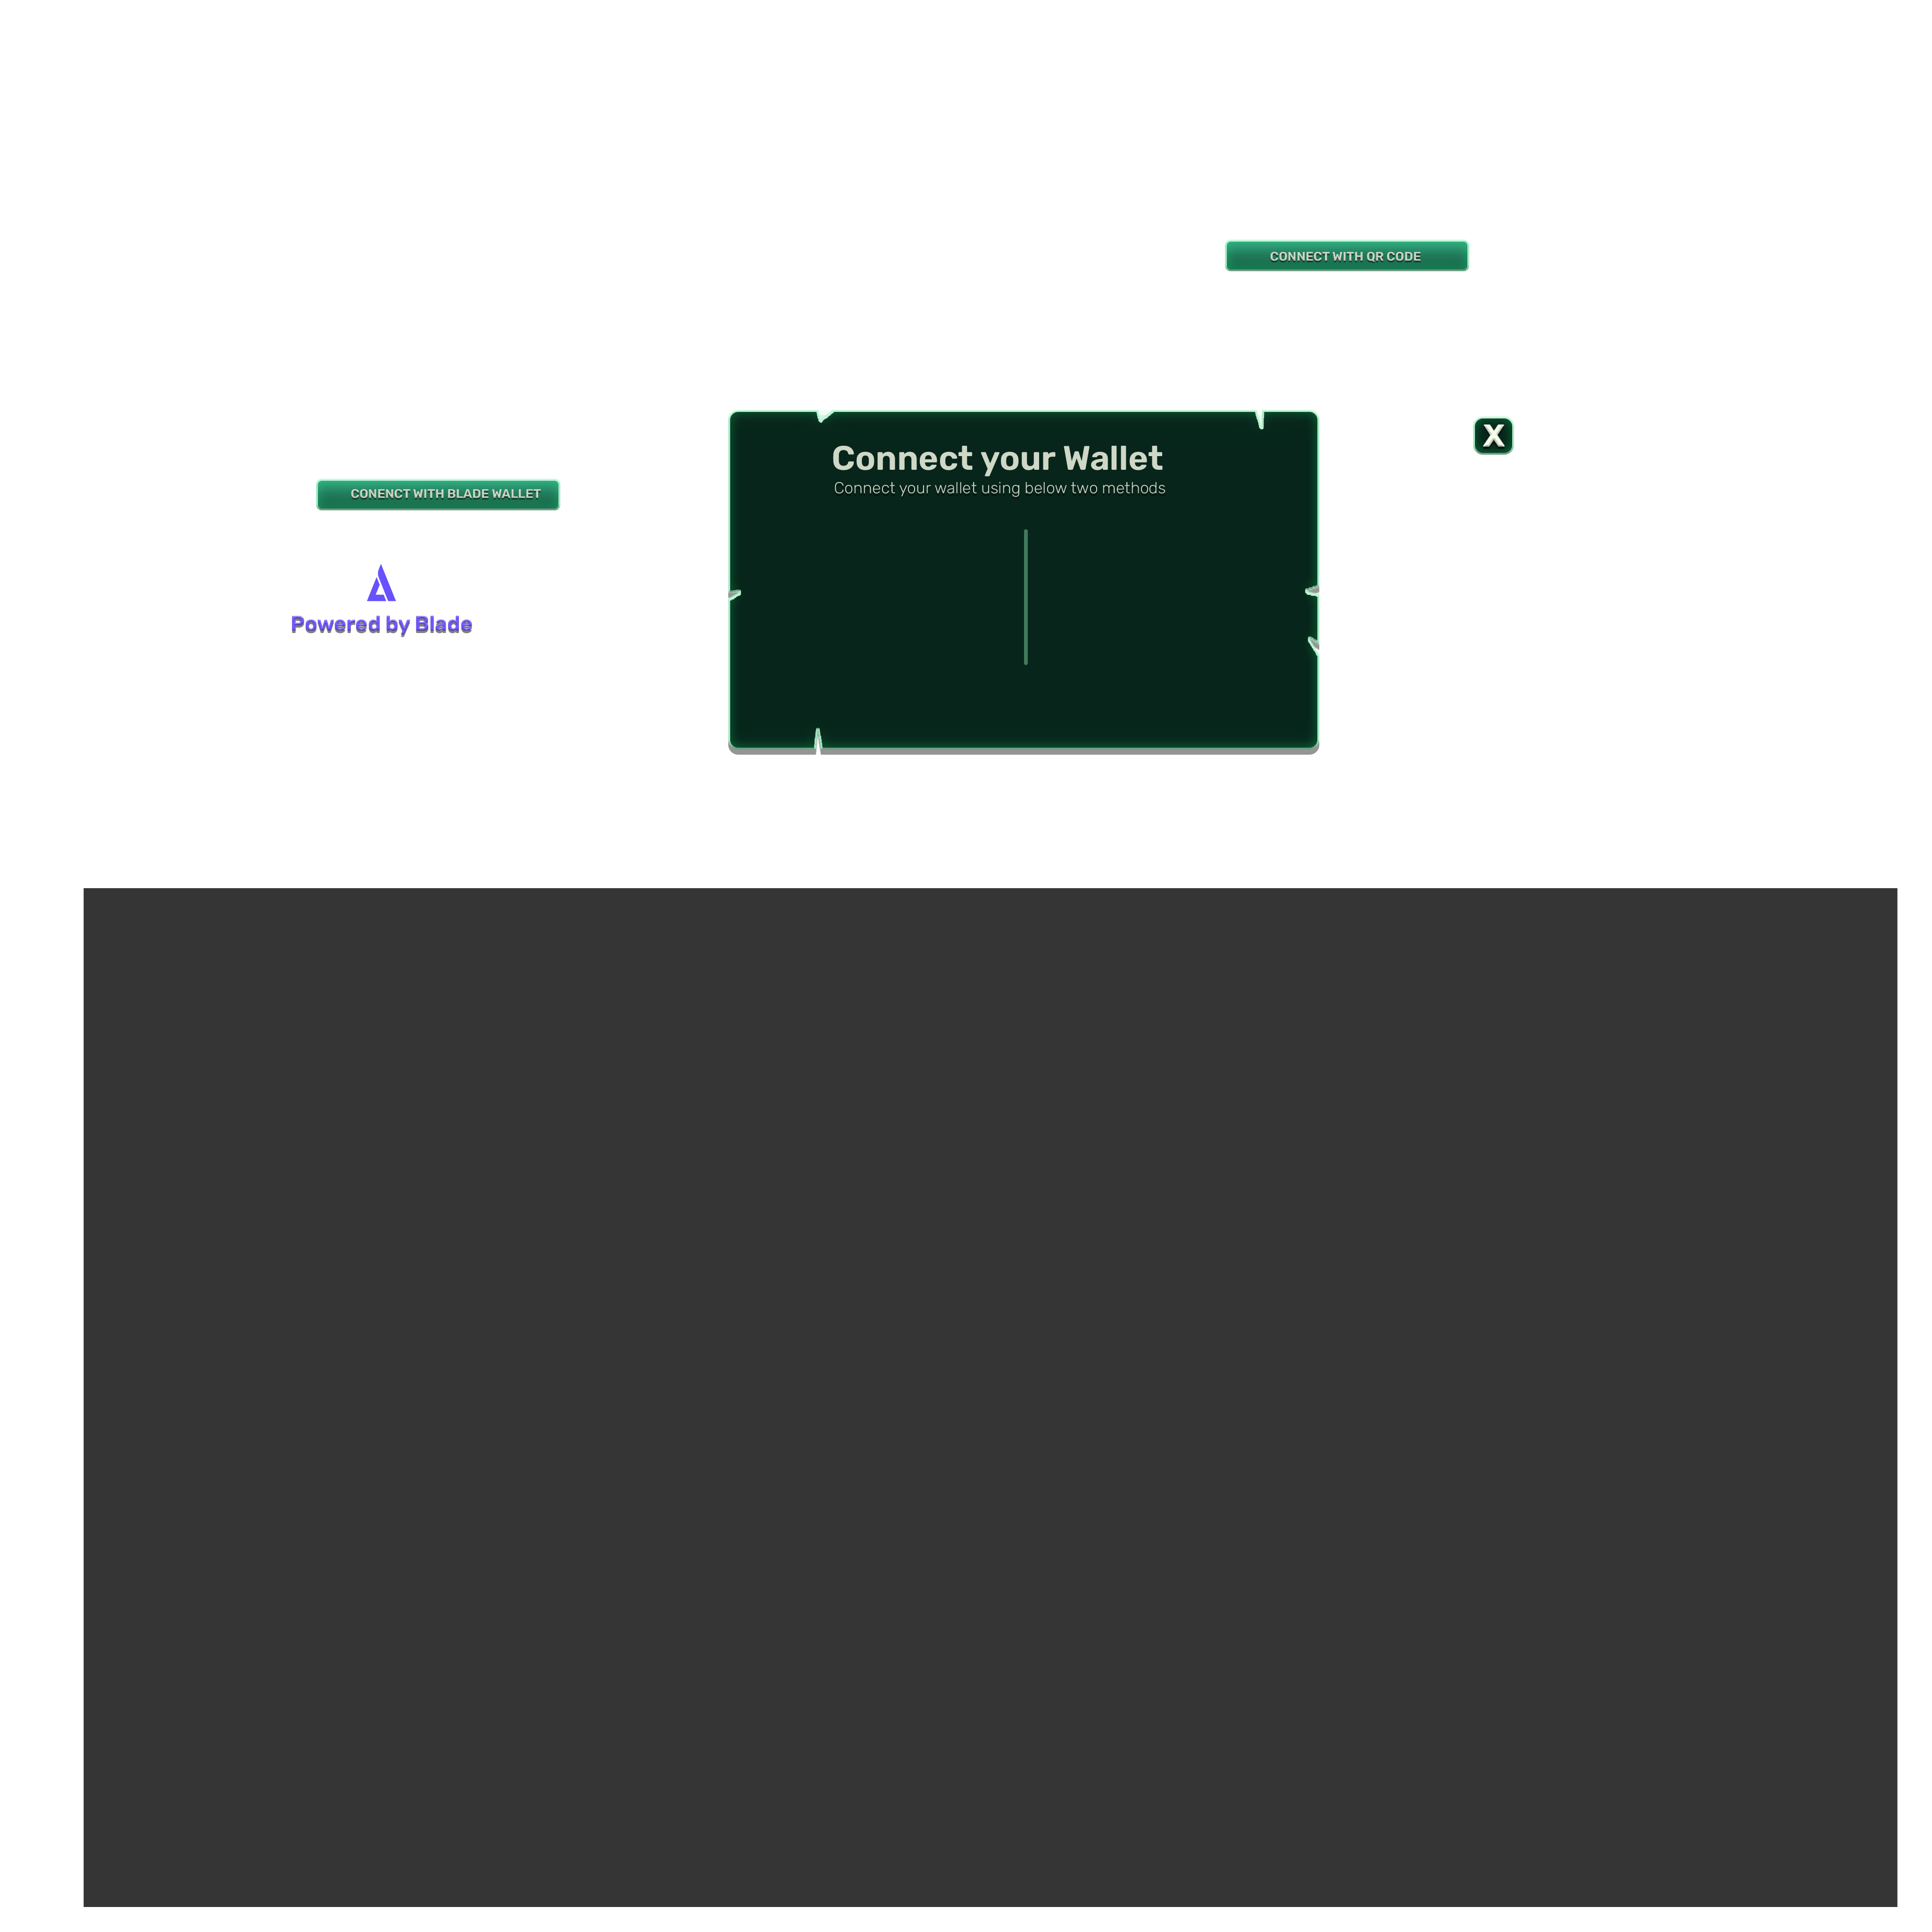 CONNECT WITH QR CODE
X
Connect your Wallet
Connect your wallet using below two methods
CONENCT WITH BLADE WALLET
Powered by Blade